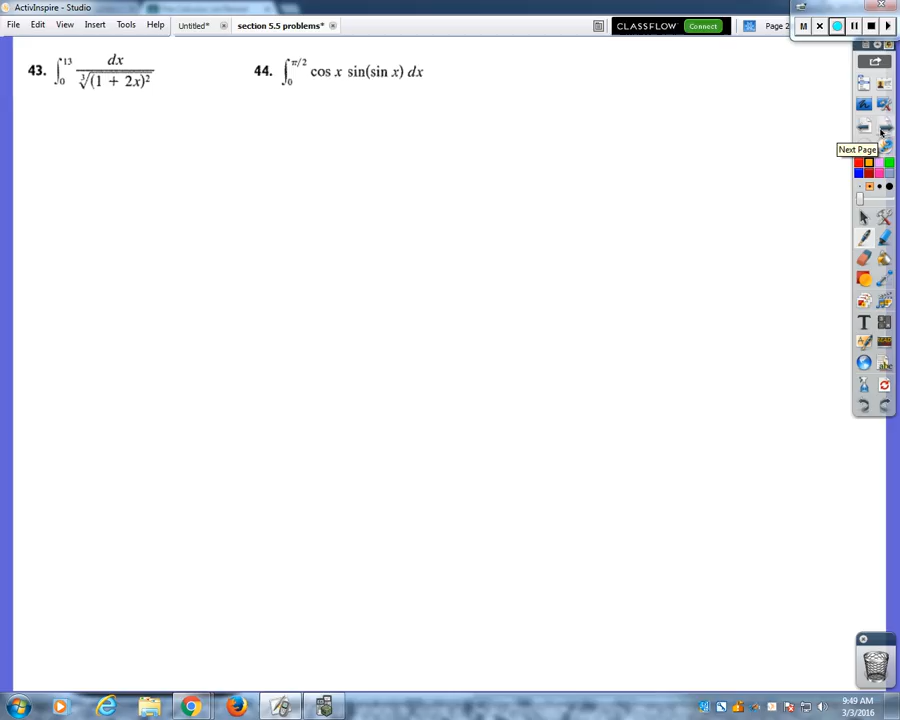 ActivInspire - Studio
File Edit View Insert Tools Help
Untitled*
section 5.5 problems*
CLASSFLOW Connect
Page 2
M
43. ∫₀¹³ dx / ∛(1 + 2x)²
44. ∫₀^(π/2) cos x sin(sin x) dx
Next Page
T
abc
9:49 AM
3/3/2016